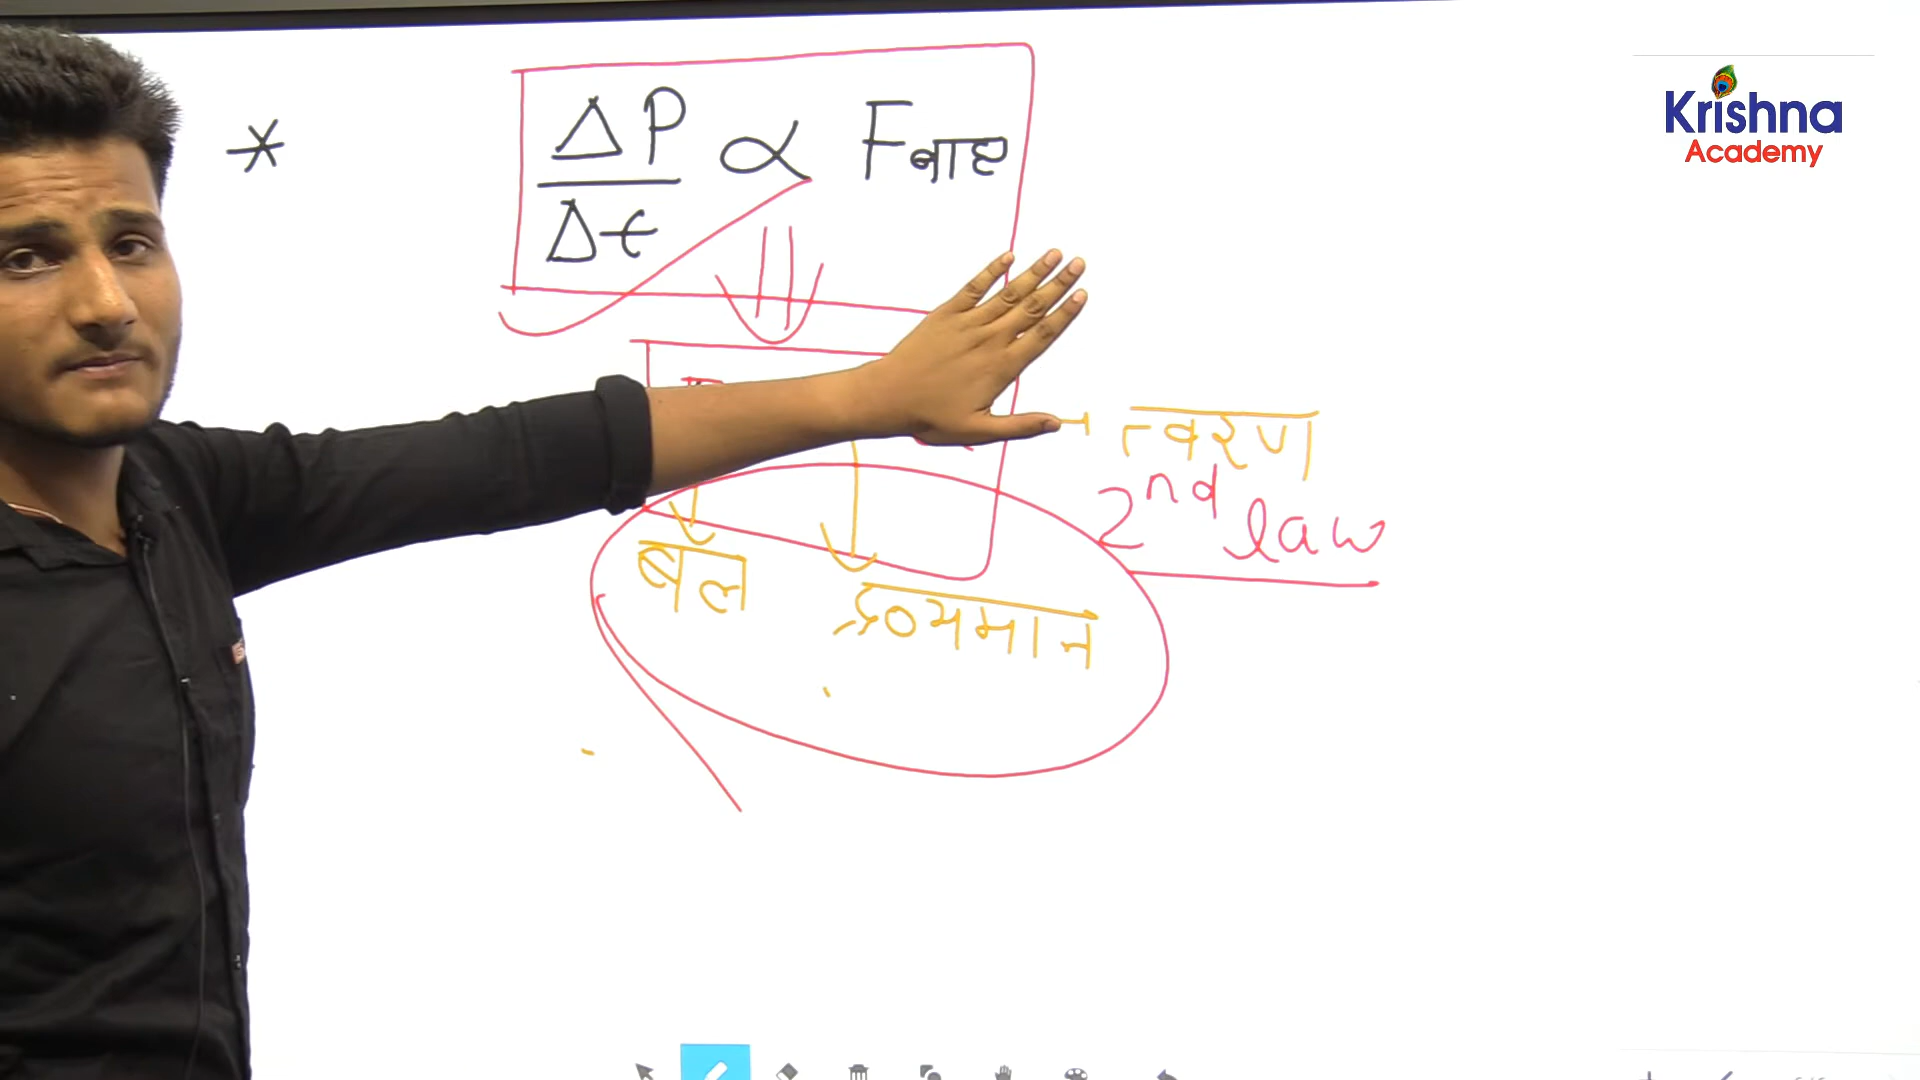 * ΔP/Δt ∝ Fबाह्य
त्वरण
2nd law
बल
द्रव्यमान
Krishna
Academy